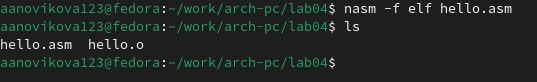 aanovikova123@fedora:~/work/arch-pc/lab04$ nasm -f elf hello.asm
aanovikova123@fedora:~/work/arch-pc/lab04$ ls
hello.asm  hello.o
aanovikova123@fedora:~/work/arch-pc/lab04$